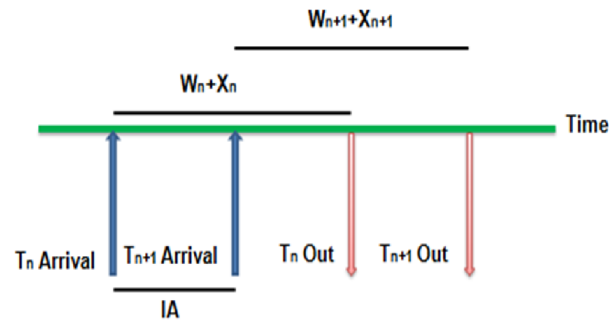 Wn+1+Xn+1
Wn+Xn
Time
Tn Arrival
Tn+1 Arrival
Tn Out
Tn+1 Out
IA